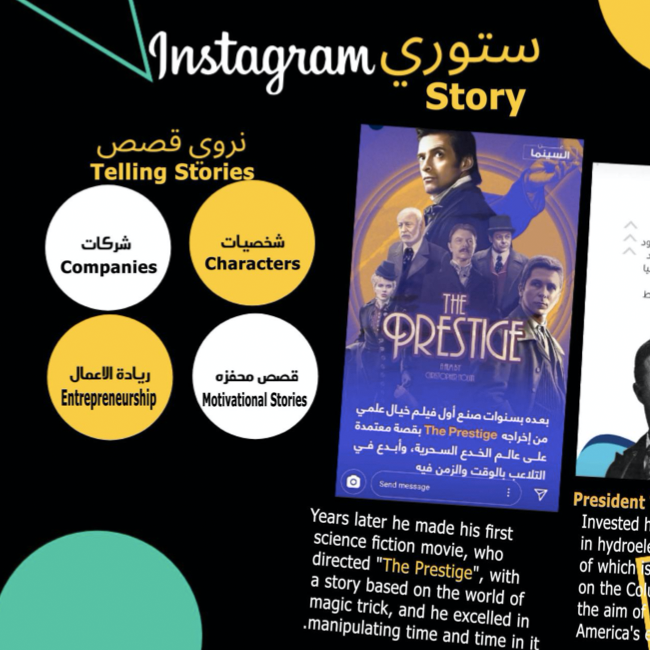 Instagram ستوري
Story
نروي قصص
Telling Stories
شركات
Companies
شخصيات
Characters
ريادة الاعمال
Entrepreneurship
قصص محفزه
Motivational Stories
السينما
THE
PRESTIGE
بعده بسنوات صنع أول فيلم خيال علمي
من إخراجه The Prestige بقصة معتمدة
على عالم الخدع السحرية، وأبدع في
التلاعب بالوقت والزمن فيه
Send message
Years later he made his first
science fiction movie, who
directed "The Prestige", with
a story based on the world of
magic trick, and he excelled in
.manipulating time and time in it
President
Invested
in hydroele
of which is
on the Co
the aim of
America's